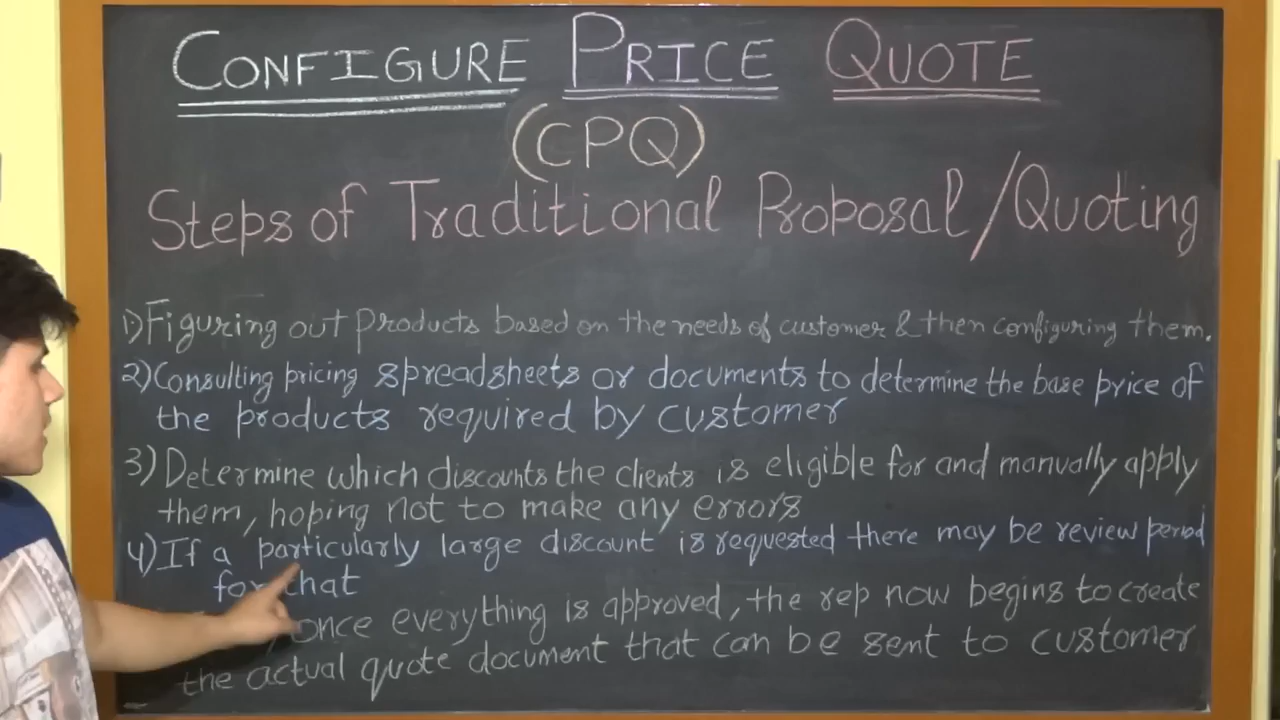 CONFIGURE PRICE QUOTE
(CPQ)
Steps of Traditional Proposal/Quoting
1) Figuring out products based on the needs of customer & then configuring them.
2) Consulting pricing spreadsheets or documents to determine the base price of
the products required by customer
3) Determine which discounts the clients is eligible for and manually apply
them, hoping not to make any errors
4) If a particularly large discount is requested there may be review period
for that
once everything is approved, the rep now begins to create
the actual quote document that can be sent to customer